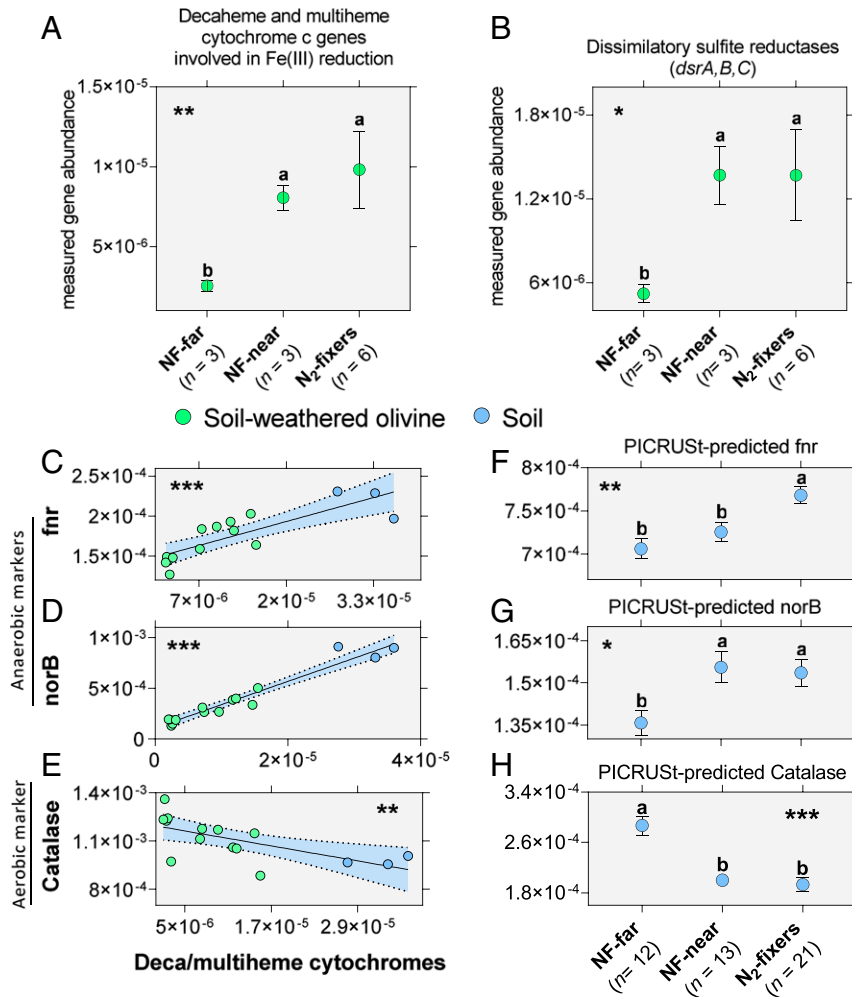 A
Decaheme and multiheme
cytochrome c genes
involved in Fe(III) reduction
measured gene abundance
1.5×10⁻⁵
1×10⁻⁵
5×10⁻⁶
**
b
a
a
NF-far
(n = 3)
NF-near
(n = 3)
N₂-fixers
(n = 6)
B
Dissimilatory sulfite reductases
(dsrA,B,C)
measured gene abundance
1.8×10⁻⁵
1.2×10⁻⁵
6×10⁻⁶
*
b
a
a
NF-far
(n= 3)
NF-near
(n = 3)
N₂-fixers
(n = 6)
Soil-weathered olivine
Soil
Anaerobic markers
C
fnr
2.5×10⁻⁴
2×10⁻⁴
1.5×10⁻⁴
***
7×10⁻⁶
2×10⁻⁵
3.3×10⁻⁵
D
norB
1×10⁻³
5×10⁻⁴
0
***
0
2×10⁻⁵
4×10⁻⁵
Aerobic marker
E
Catalase
1.4×10⁻³
1.1×10⁻³
8×10⁻⁴
**
5×10⁻⁶
1.7×10⁻⁵
2.9×10⁻⁵
Deca/multiheme cytochromes
F
PICRUSt-predicted fnr
8×10⁻⁴
7.5×10⁻⁴
7×10⁻⁴
**
b
b
a
G
PICRUSt-predicted norB
1.65×10⁻⁴
1.5×10⁻⁴
1.35×10⁻⁴
*
b
a
a
H
PICRUSt-predicted Catalase
3.4×10⁻⁴
2.6×10⁻⁴
1.8×10⁻⁴
***
a
b
b
NF-far
(n= 12)
NF-near
(n = 13)
N₂-fixers
(n = 21)